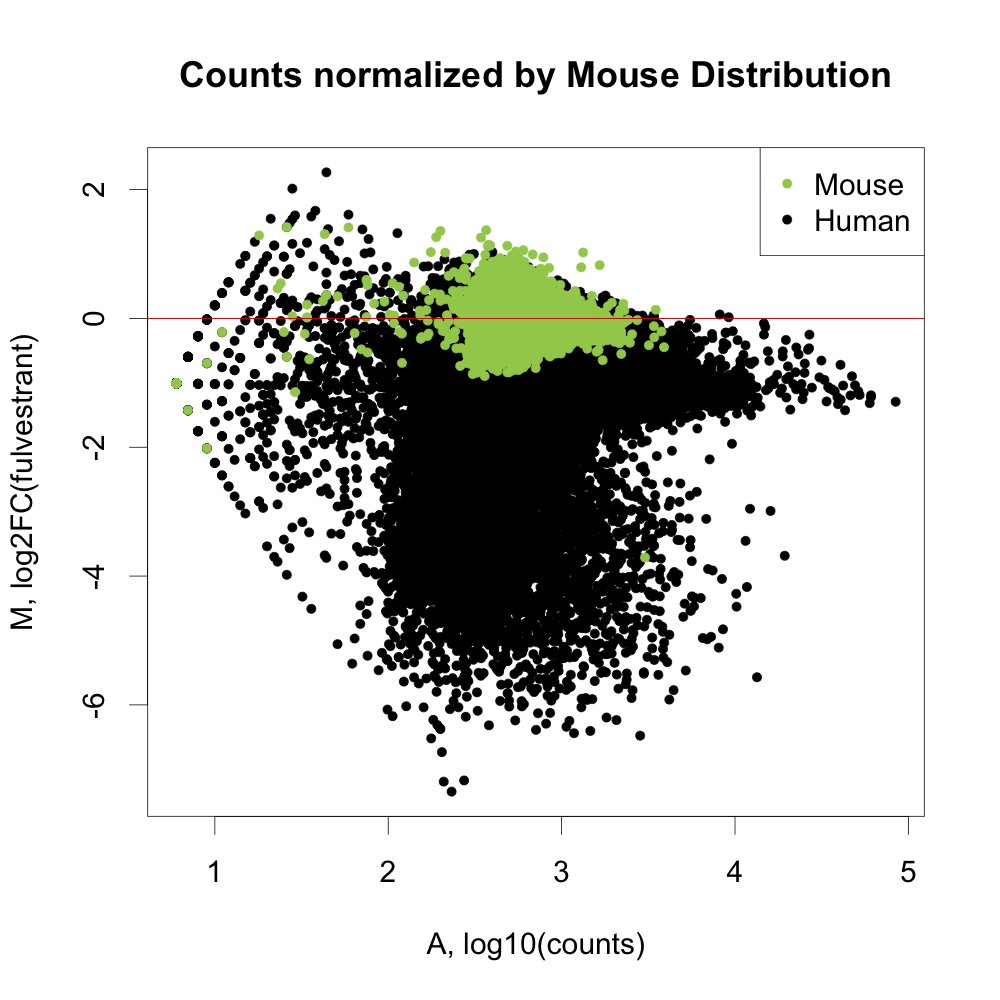 Counts normalized by Mouse Distribution
Mouse
Human
M, log2FC(fulvestrant)
2
0
-2
-4
-6
1 2 3 4 5
A, log10(counts)